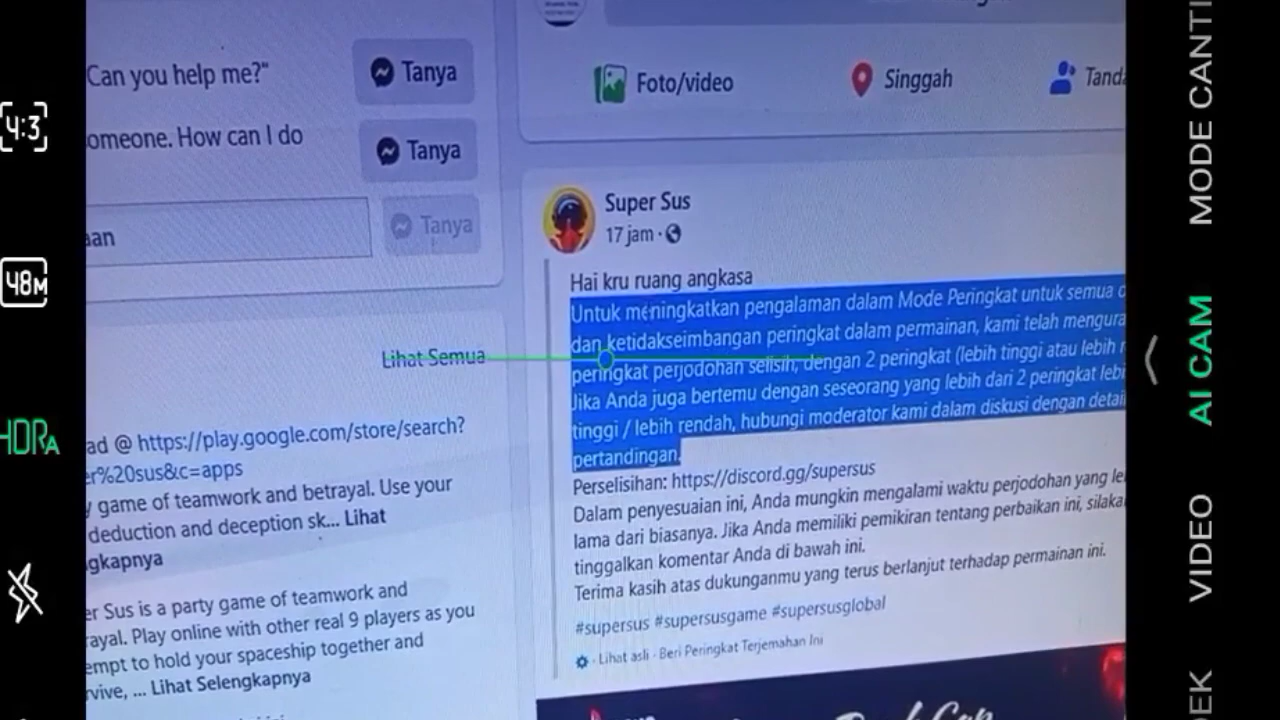 4:3
48M
HDRA
Can you help me?"
Tanya
omeone. How can I do
Tanya
aan
Tanya
Lihat Semua
ad @ https://play.google.com/store/search?
er%20sus&c=apps
y game of teamwork and betrayal. Use your
deduction and deception sk... Lihat
ngkapnya
er Sus is a party game of teamwork and
rayal. Play online with other real 9 players as you
empt to hold your spaceship together and
rvive, ... Lihat Selengkapnya
Foto/video
Singgah
Tanda
Super Sus
17 jam ·
Hai kru ruang angkasa
Untuk meningkatkan pengalaman dalam Mode Peringkat untuk semua
dan ketidakseimbangan peringkat dalam permainan, kami telah mengura
peringkat perjodohan selisih, dengan 2 peringkat (lebih tinggi atau lebih
Jika Anda juga bertemu dengan seseorang yang lebih dari 2 peringkat lebi
tinggi / lebih rendah, hubungi moderator kami dalam diskusi dengan detail
pertandingan.
Perselisihan: https://discord.gg/supersus
Dalam penyesuaian ini, Anda mungkin mengalami waktu perjodohan yang le
lama dari biasanya. Jika Anda memiliki pemikiran tentang perbaikan ini, silaka
tinggalkan komentar Anda di bawah ini.
Terima kasih atas dukunganmu yang terus berlanjut terhadap permainan ini.
#supersus #supersusgame #supersusglobal
· Lihat asli · Beri Peringkat Terjemahan Ini
MODE CANTI
AI CAM
VIDEO
EK